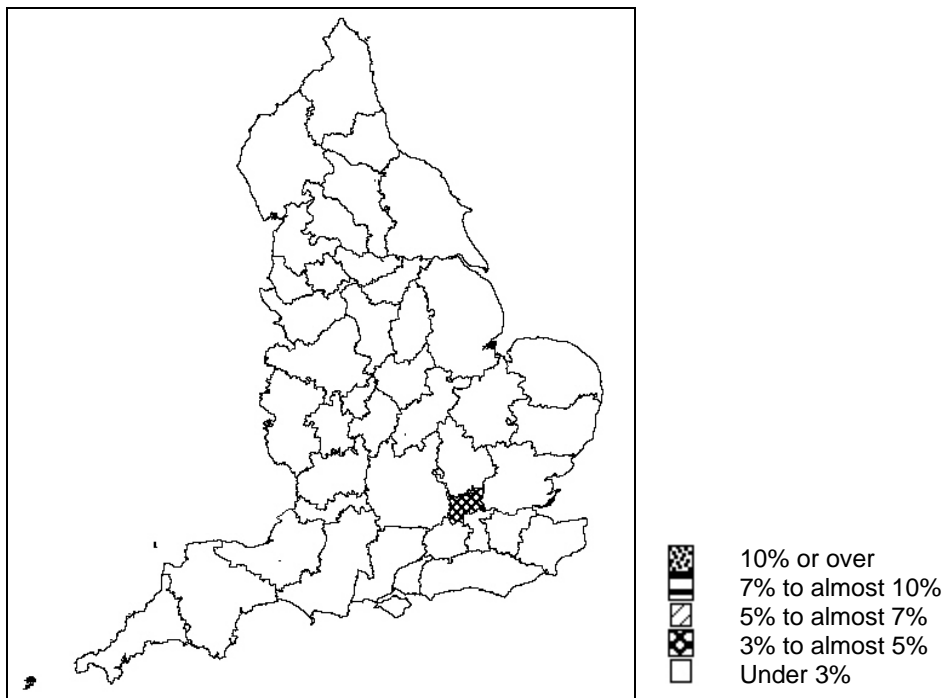 10% or over
7% to almost 10%
5% to almost 7%
3% to almost 5%
Under 3%